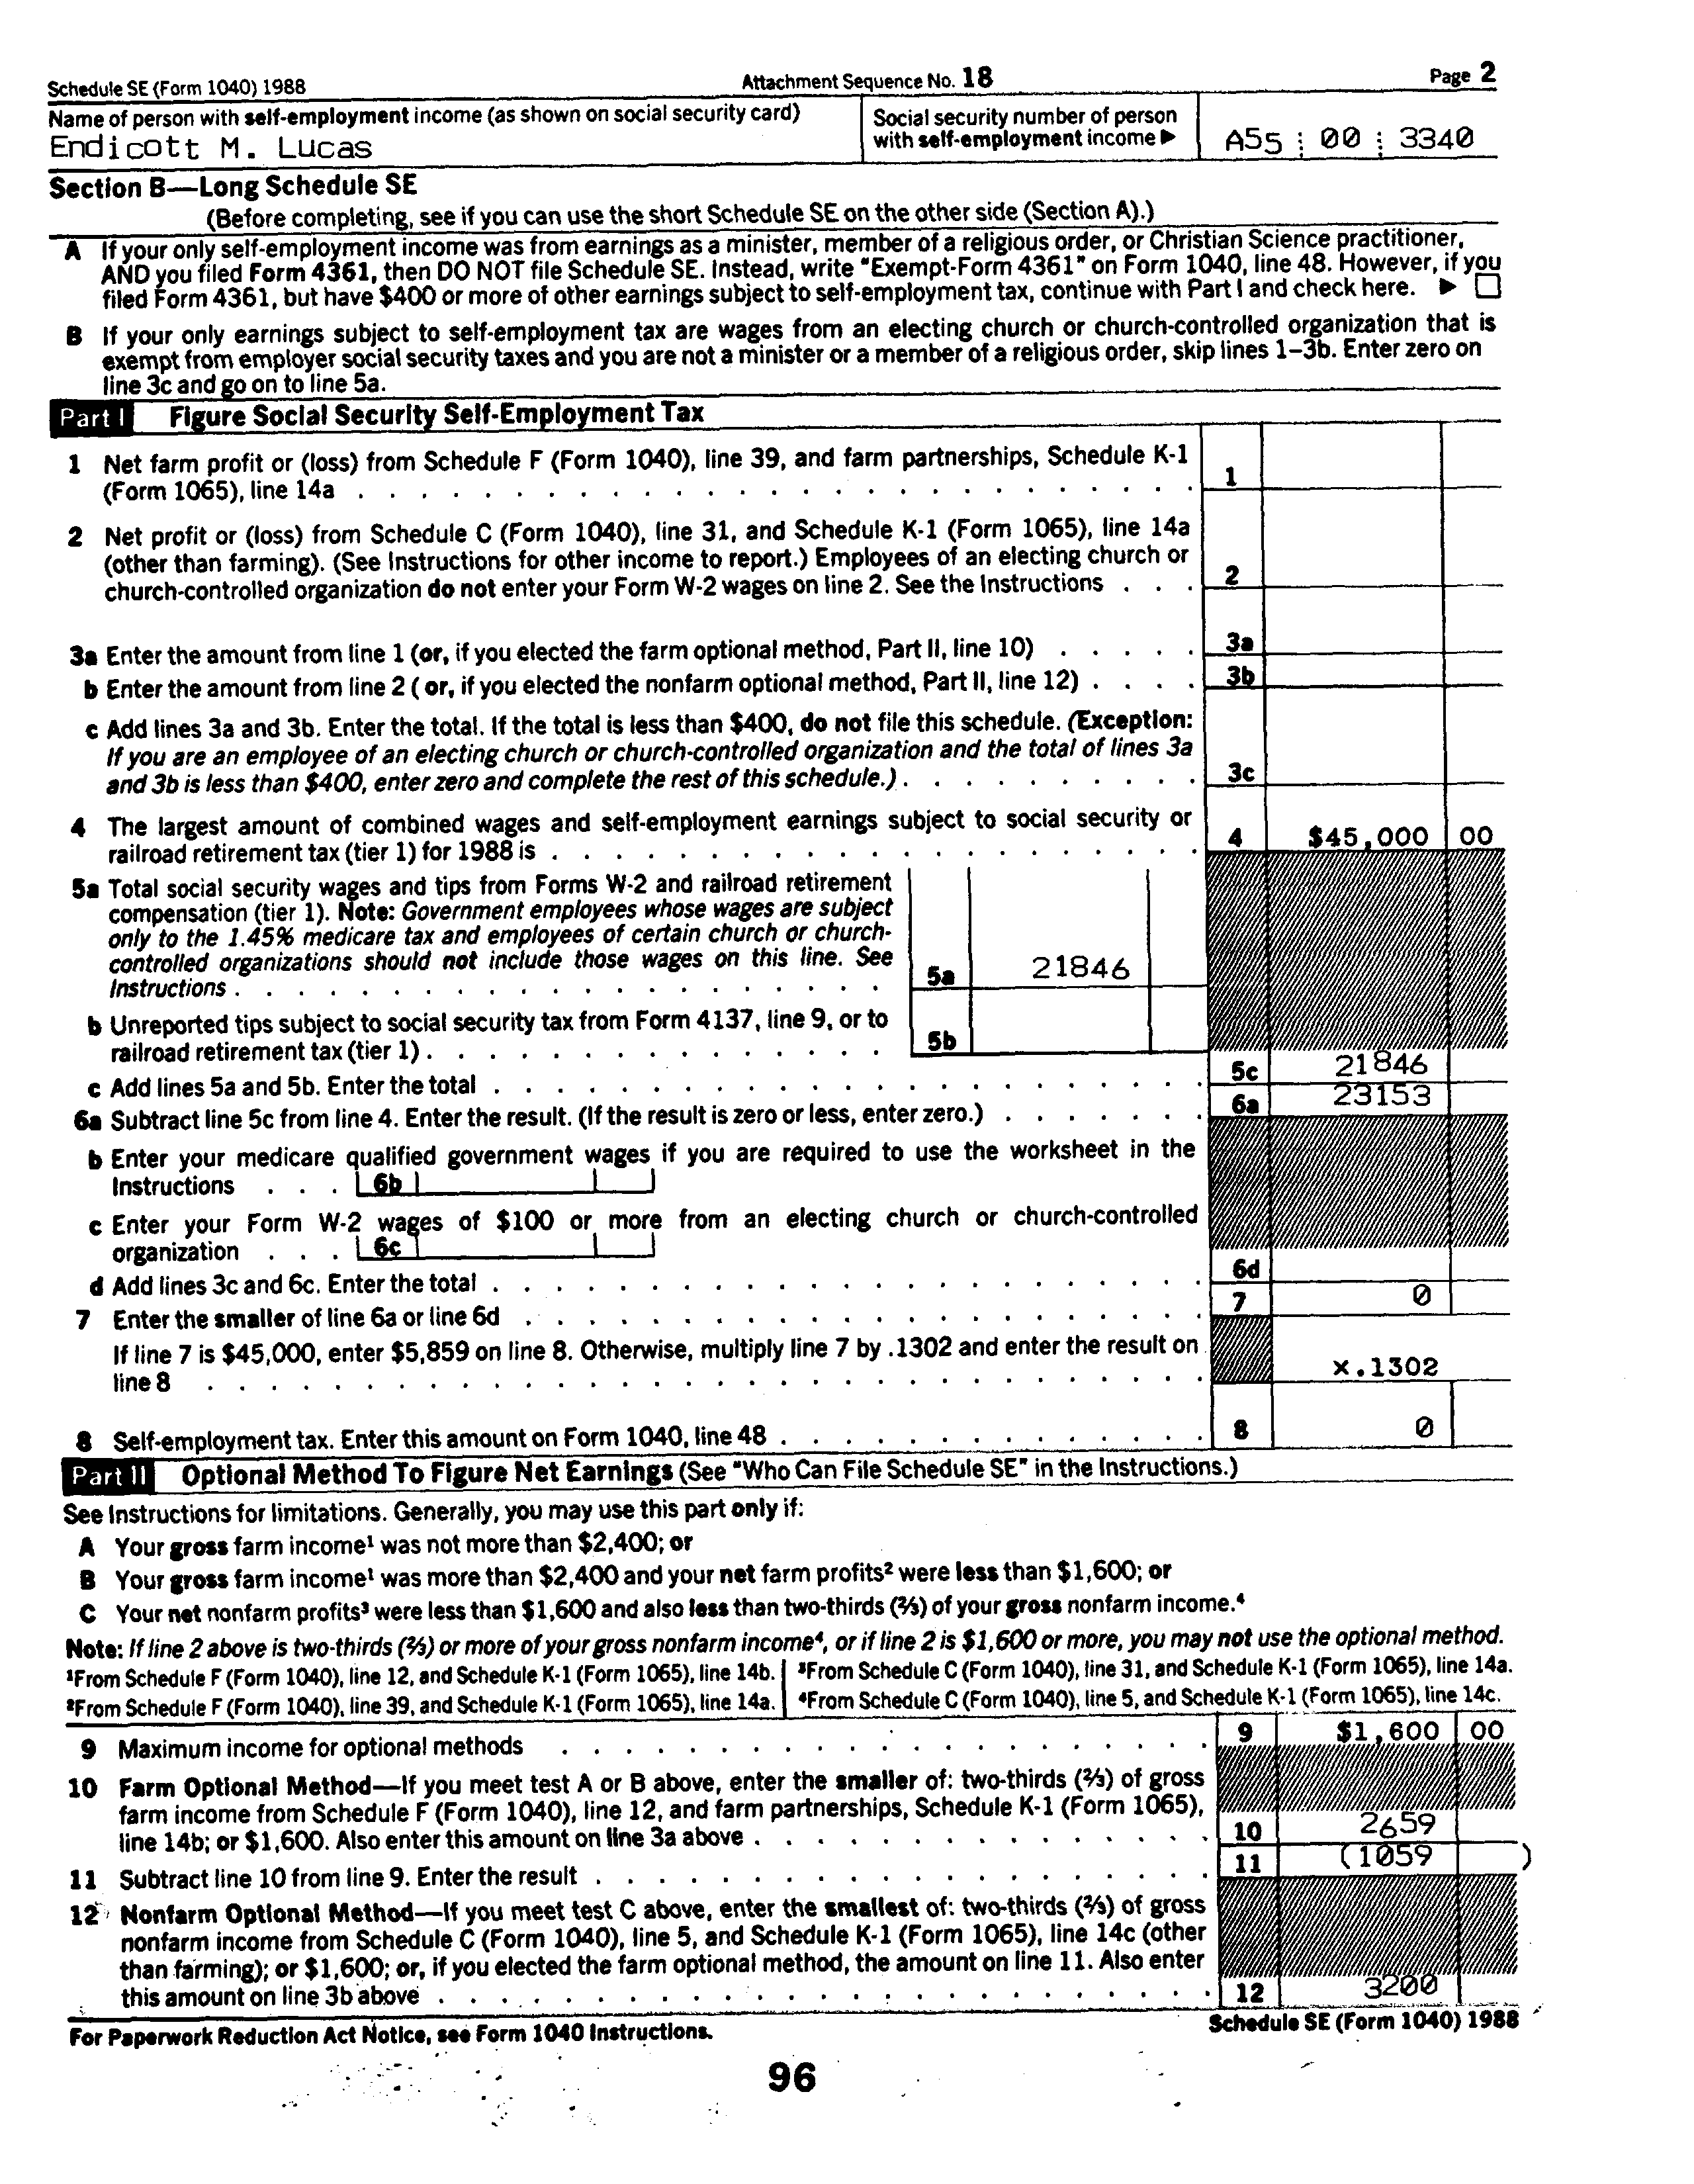 Schedule SE (Form 1040) 1988 Attachment Sequence No. 18 Page 2
Name of person with self-employment income (as shown on social security card)
Endicott M. Lucas
Social security number of person
with self-employment income ▶ A55 00 3340
Section B—Long Schedule SE
(Before completing, see if you can use the short Schedule SE on the other side (Section A).)
A If your only self-employment income was from earnings as a minister, member of a religious order, or Christian Science practitioner,
AND you filed Form 4361, then DO NOT file Schedule SE. Instead, write "Exempt-Form 4361" on Form 1040, line 48. However, if you
filed Form 4361, but have $400 or more of other earnings subject to self-employment tax, continue with Part I and check here. ▶ ☐
B If your only earnings subject to self-employment tax are wages from an electing church or church-controlled organization that is
exempt from employer social security taxes and you are not a minister or a member of a religious order, skip lines 1–3b. Enter zero on
line 3c and go on to line 5a.
Part I Figure Social Security Self-Employment Tax
1 Net farm profit or (loss) from Schedule F (Form 1040), line 39, and farm partnerships, Schedule K-1
(Form 1065), line 14a . . . 1
2 Net profit or (loss) from Schedule C (Form 1040), line 31, and Schedule K-1 (Form 1065), line 14a
(other than farming). (See Instructions for other income to report.) Employees of an electing church or
church-controlled organization do not enter your Form W-2 wages on line 2. See the Instructions . . . 2
3a Enter the amount from line 1 (or, if you elected the farm optional method, Part II, line 10) . . . . . 3a
b Enter the amount from line 2 ( or, if you elected the nonfarm optional method, Part II, line 12) . . . . 3b
c Add lines 3a and 3b. Enter the total. If the total is less than $400, do not file this schedule. (Exception:
If you are an employee of an electing church or church-controlled organization and the total of lines 3a
and 3b is less than $400, enter zero and complete the rest of this schedule.) . . . 3c
4 The largest amount of combined wages and self-employment earnings subject to social security or
railroad retirement tax (tier 1) for 1988 is . . . 4 $45,000 00
5a Total social security wages and tips from Forms W-2 and railroad retirement
compensation (tier 1). Note: Government employees whose wages are subject
only to the 1.45% medicare tax and employees of certain church or church-
controlled organizations should not include those wages on this line. See
Instructions . . . 5a 21846
b Unreported tips subject to social security tax from Form 4137, line 9, or to
railroad retirement tax (tier 1) . . . 5b
c Add lines 5a and 5b. Enter the total . . . 5c 21846
6a Subtract line 5c from line 4. Enter the result. (If the result is zero or less, enter zero.) . . . 6a 23153
b Enter your medicare qualified government wages if you are required to use the worksheet in the
Instructions . . . 6b
c Enter your Form W-2 wages of $100 or more from an electing church or church-controlled
organization . . . 6c
d Add lines 3c and 6c. Enter the total . . . 6d
7 Enter the smaller of line 6a or line 6d . . . 7 0
If line 7 is $45,000, enter $5,859 on line 8. Otherwise, multiply line 7 by .1302 and enter the result on
line 8 . . . x.1302
8 Self-employment tax. Enter this amount on Form 1040, line 48 . . . 8 0
Part II Optional Method To Figure Net Earnings (See "Who Can File Schedule SE" in the Instructions.)
See Instructions for limitations. Generally, you may use this part only if:
A Your gross farm income¹ was not more than $2,400; or
B Your gross farm income¹ was more than $2,400 and your net farm profits² were less than $1,600; or
C Your net nonfarm profits³ were less than $1,600 and also less than two-thirds (⅔) of your gross nonfarm income.⁴
Note: If line 2 above is two-thirds (⅔) or more of your gross nonfarm income⁴, or if line 2 is $1,600 or more, you may not use the optional method.
¹From Schedule F (Form 1040), line 12, and Schedule K-1 (Form 1065), line 14b. ³From Schedule C (Form 1040), line 31, and Schedule K-1 (Form 1065), line 14a.
²From Schedule F (Form 1040), line 39, and Schedule K-1 (Form 1065), line 14a. ⁴From Schedule C (Form 1040), line 5, and Schedule K-1 (Form 1065), line 14c.
9 Maximum income for optional methods . . . 9 $1,600 00
10 Farm Optional Method—If you meet test A or B above, enter the smaller of: two-thirds (⅔) of gross
farm income from Schedule F (Form 1040), line 12, and farm partnerships, Schedule K-1 (Form 1065),
line 14b; or $1,600. Also enter this amount on line 3a above . . . 10 2659
11 Subtract line 10 from line 9. Enter the result . . . 11 (1059 )
12 Nonfarm Optional Method—If you meet test C above, enter the smallest of: two-thirds (⅔) of gross
nonfarm income from Schedule C (Form 1040), line 5, and Schedule K-1 (Form 1065), line 14c (other
than farming); or $1,600; or, if you elected the farm optional method, the amount on line 11. Also enter
this amount on line 3b above . . . 12 3200
For Paperwork Reduction Act Notice, see Form 1040 Instructions. Schedule SE (Form 1040) 1988
96